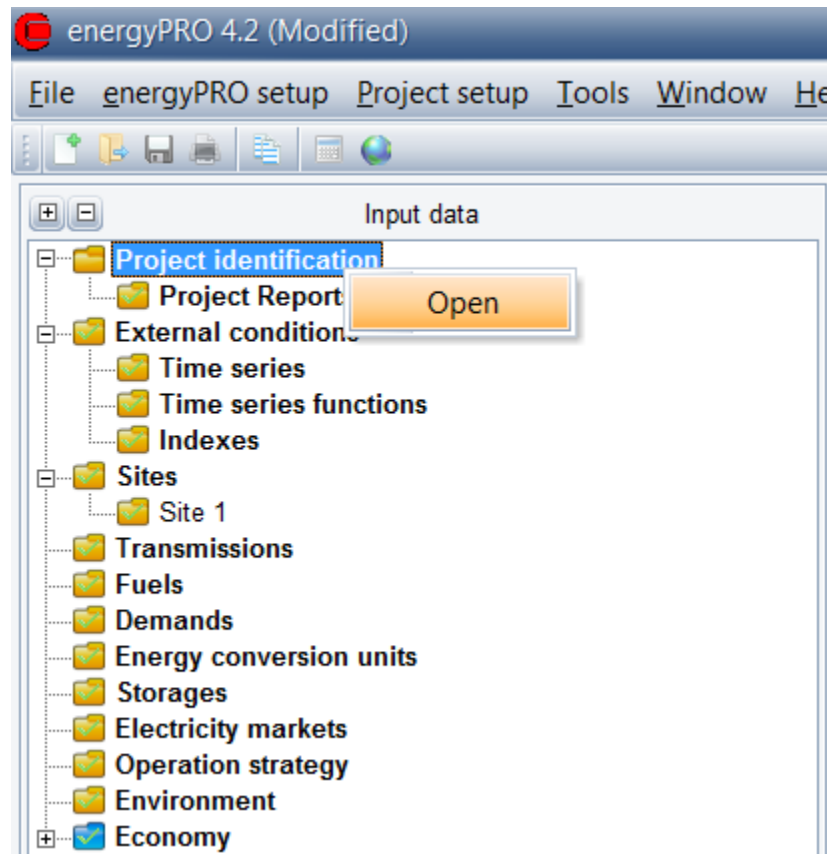 energyPRO 4.2 (Modified)
File energyPRO setup Project setup Tools Window He
Input data
Project identification
Project Report
Open
External condition
Time series
Time series functions
Indexes
Sites
Site 1
Transmissions
Fuels
Demands
Energy conversion units
Storages
Electricity markets
Operation strategy
Environment
Economy